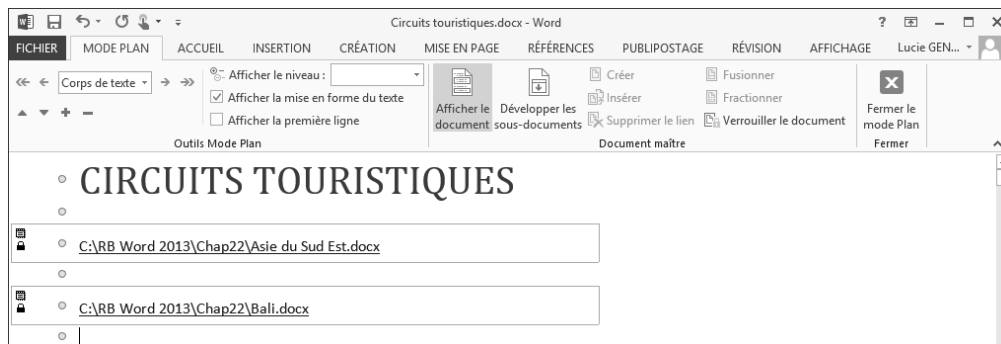 Circuits touristiques.docx - Word
FICHIER MODE PLAN ACCUEIL INSERTION CRÉATION MISE EN PAGE RÉFÉRENCES PUBLIPOSTAGE RÉVISION AFFICHAGE Lucie GEN...
Corps de texte
Afficher le niveau :
Afficher la mise en forme du texte
Afficher la première ligne
Outils Mode Plan
Afficher le
document
Développer les
sous-documents
Créer
Insérer
Supprimer le lien
Fusionner
Fractionner
Verrouiller le document
Document maître
Fermer le
mode Plan
Fermer
CIRCUITS TOURISTIQUES
C:\RB Word 2013\Chap22\Asie du Sud Est.docx
C:\RB Word 2013\Chap22\Bali.docx